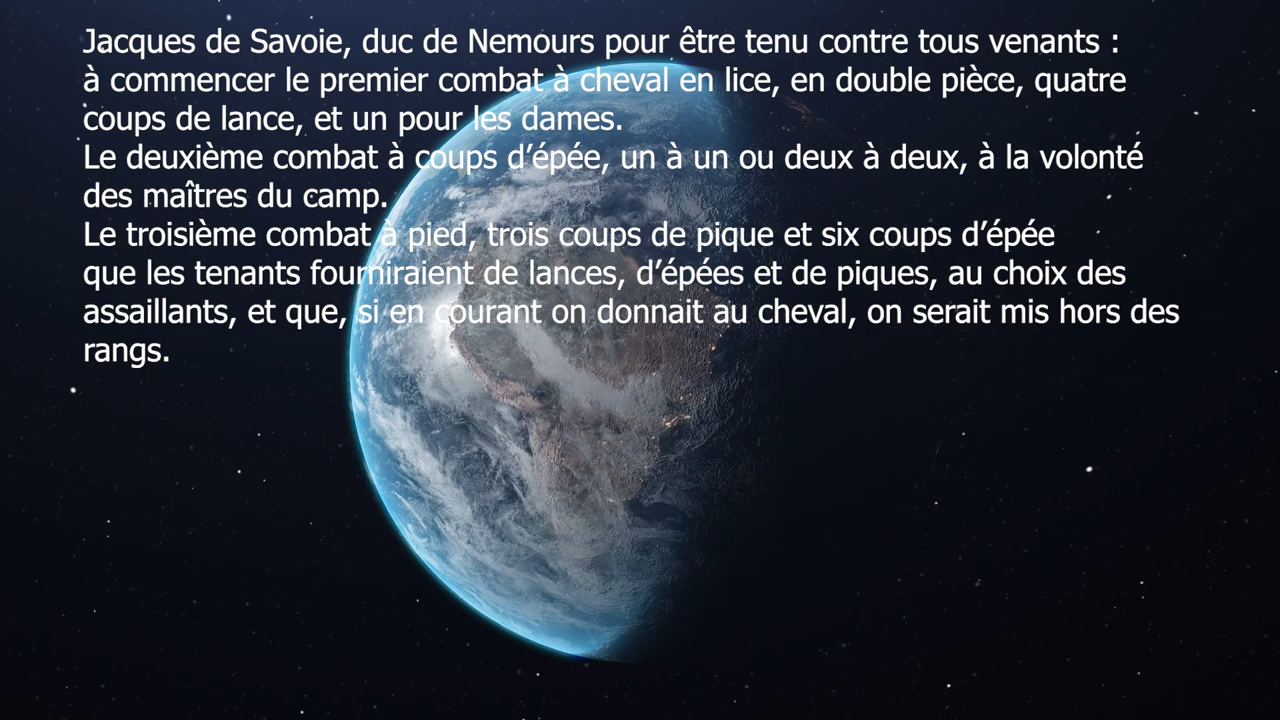 Jacques de Savoie, duc de Nemours pour être tenu contre tous venants :
à commencer le premier combat à cheval en lice, en double pièce, quatre
coups de lance, et un pour les dames.
Le deuxième combat à coups d’épée, un à un ou deux à deux, à la volonté
des maîtres du camp.
Le troisième combat à pied, trois coups de pique et six coups d’épée
que les tenants fourniraient de lances, d’épées et de piques, au choix des
assaillants, et que, si en courant on donnait au cheval, on serait mis hors des
rangs.